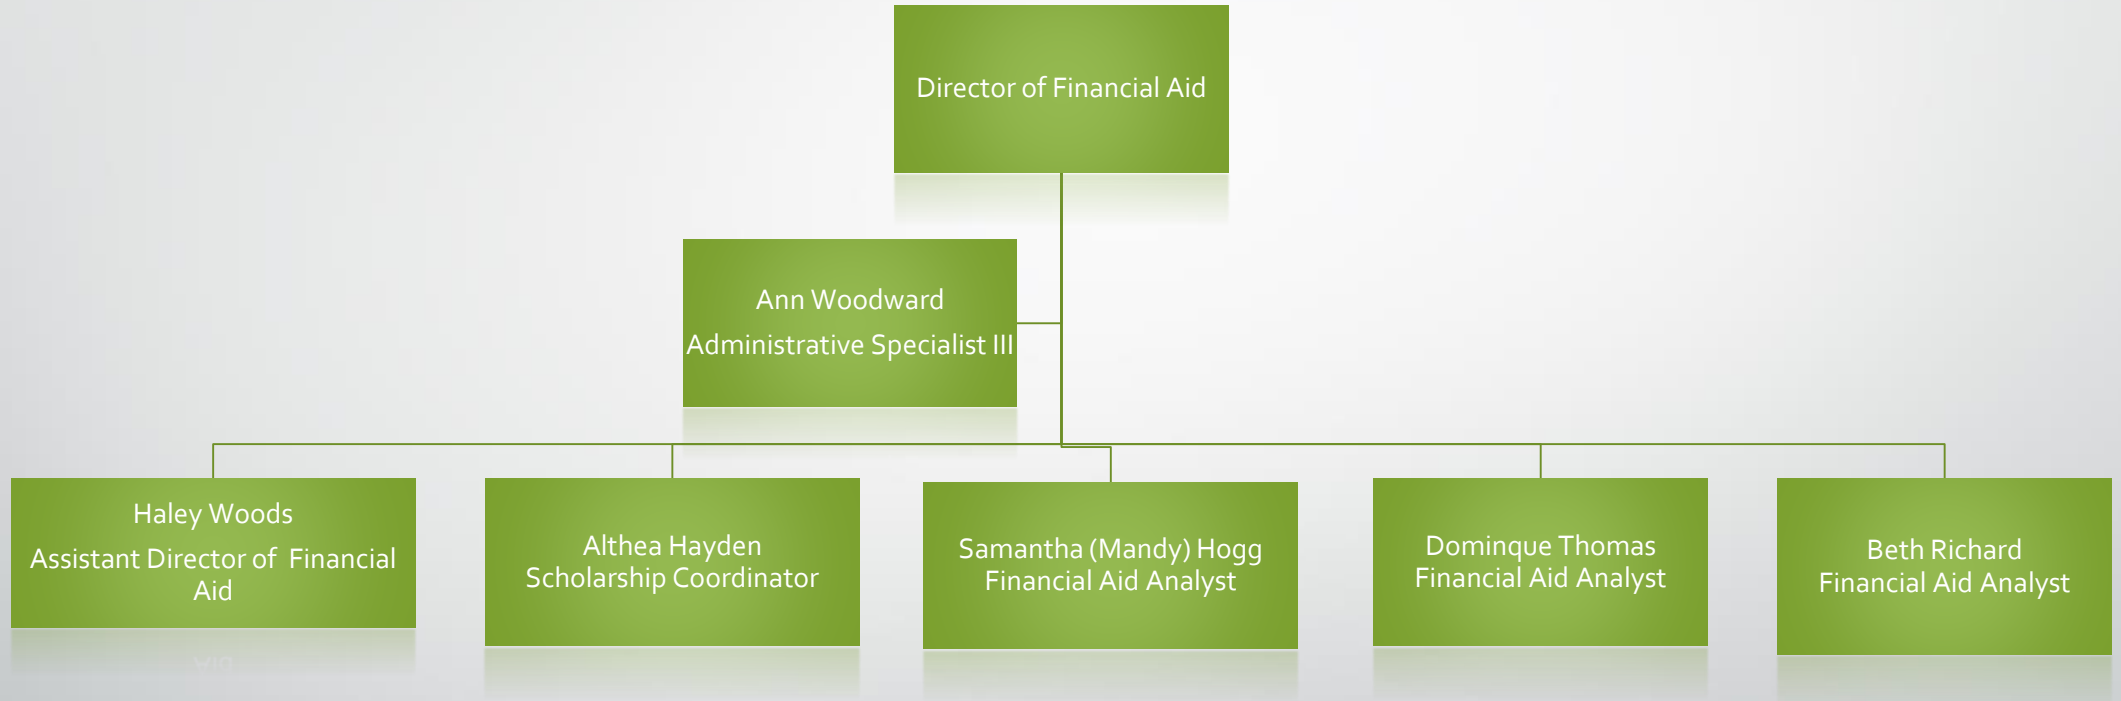 Director of Financial Aid
Ann Woodward
Administrative Specialist III
Haley Woods
Assistant Director of Financial
Aid
Althea Hayden
Scholarship Coordinator
Samantha (Mandy) Hogg
Financial Aid Analyst
Dominque Thomas
Financial Aid Analyst
Beth Richard
Financial Aid Analyst